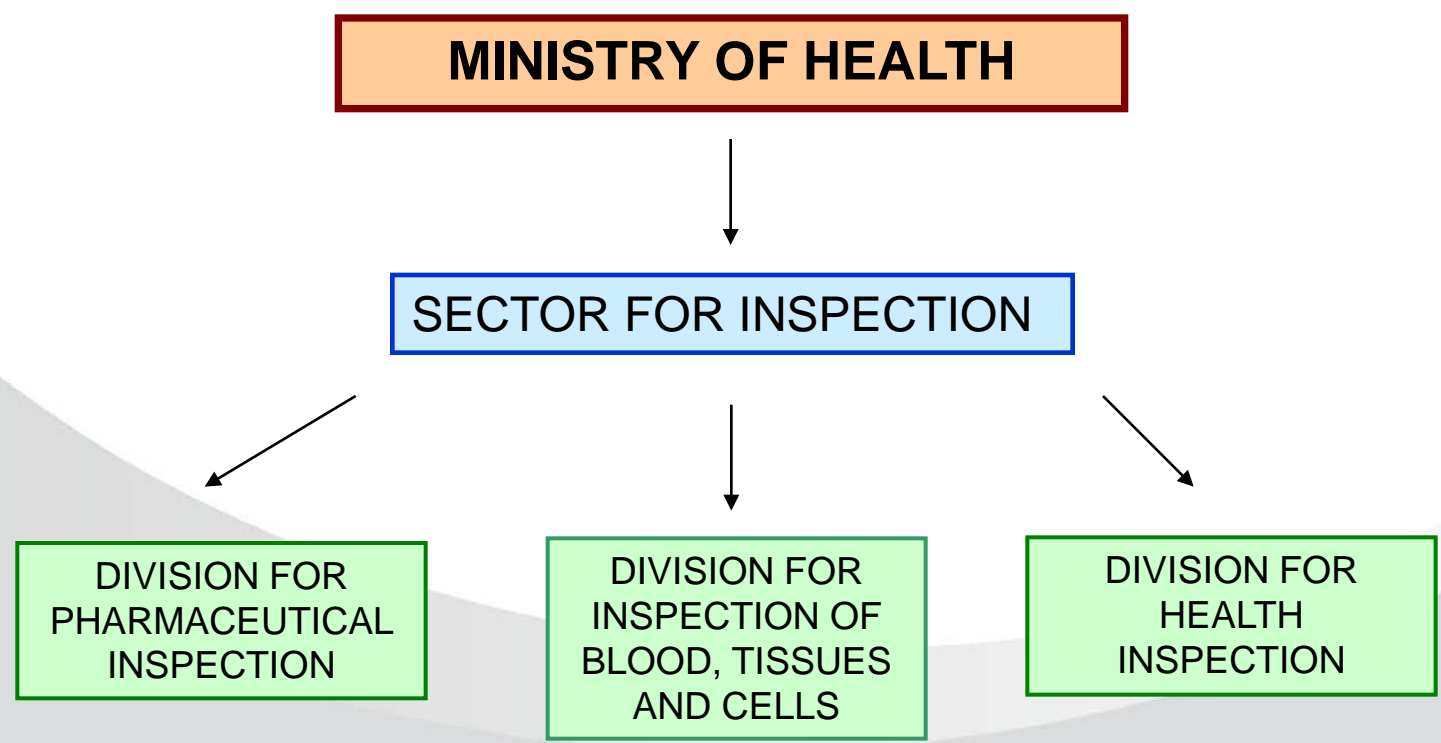 MINISTRY OF HEALTH
SECTOR FOR INSPECTION
DIVISION FOR
PHARMACEUTICAL
INSPECTION
DIVISION FOR
INSPECTION OF
BLOOD, TISSUES
AND CELLS
DIVISION FOR
HEALTH
INSPECTION